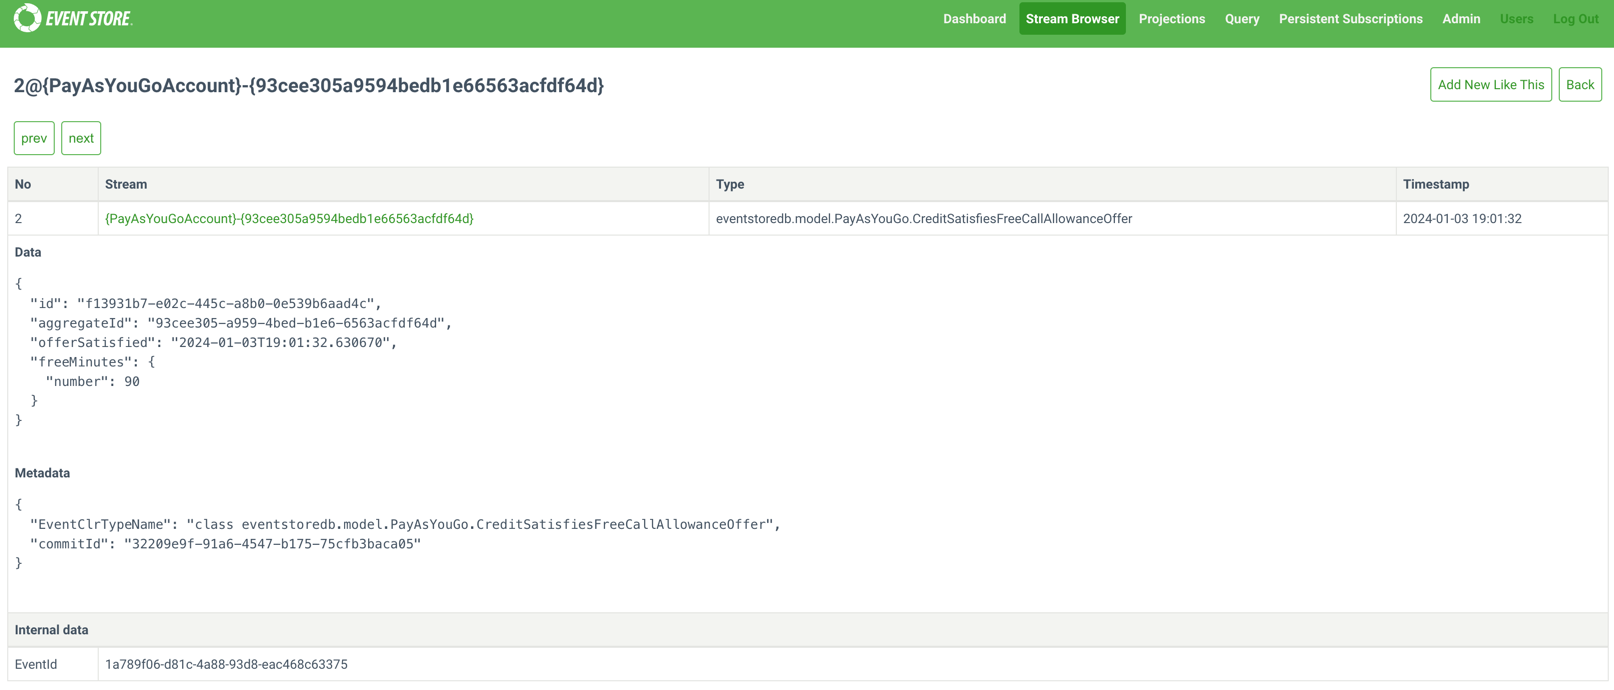 EVENT STORE.
Dashboard Stream Browser Projections Query Persistent Subscriptions Admin Users Log Out
2@{PayAsYouGoAccount}-{93cee305a9594bedb1e66563acfdf64d}
Add New Like This Back
prev next
No Stream Type Timestamp
2 {PayAsYouGoAccount}-{93cee305a9594bedb1e66563acfdf64d} eventstoredb.model.PayAsYouGo.CreditSatisfiesFreeCallAllowanceOffer 2024-01-03 19:01:32
Data
{
  "id": "f13931b7-e02c-445c-a8b0-0e539b6aad4c",
  "aggregateId": "93cee305-a959-4bed-b1e6-6563acfdf64d",
  "offerSatisfied": "2024-01-03T19:01:32.630670",
  "freeMinutes": {
    "number": 90
  }
}
Metadata
{
  "EventClrTypeName": "class eventstoredb.model.PayAsYouGo.CreditSatisfiesFreeCallAllowanceOffer",
  "commitId": "32209e9f-91a6-4547-b175-75cfb3baca05"
}
Internal data
EventId 1a789f06-d81c-4a88-93d8-eac468c63375